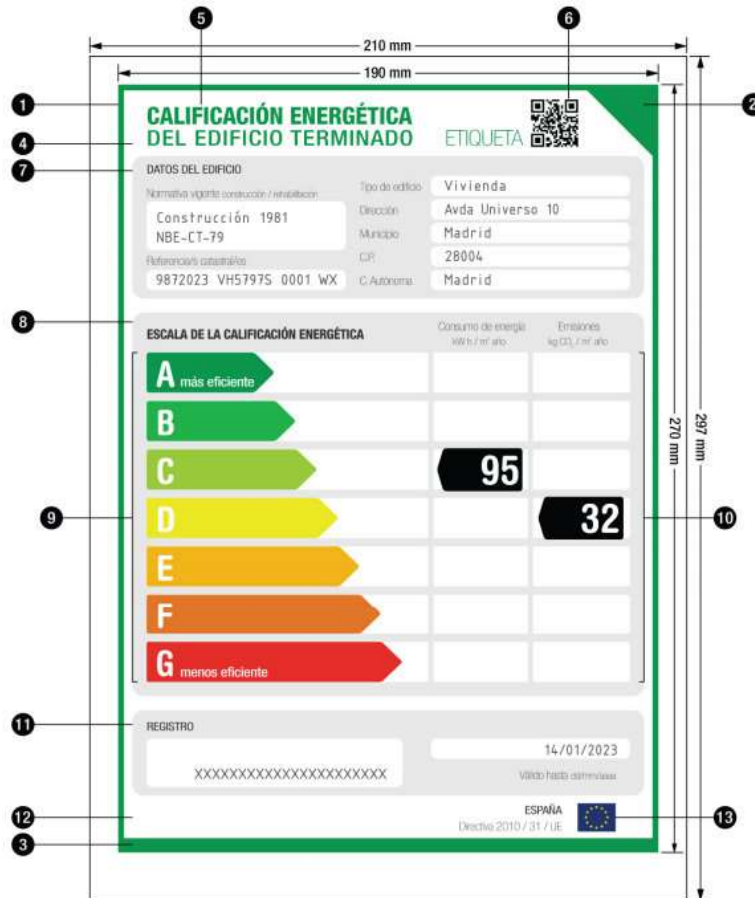 5
6
210 mm
190 mm
1
2
CALIFICACIÓN ENERGÉTICA
DEL EDIFICIO TERMINADO ETIQUETA
4
7
DATOS DEL EDIFICIO
Normativa vigente construcción / rehabilitación
Construcción 1981
NBE-CT-79
Referencia/s catastral/es
9872023 VH5797S 0001 WX
Tipo de edificio Vivienda
Dirección Avda Universo 10
Municipio Madrid
C.P. 28004
C. Autónoma Madrid
8
ESCALA DE LA CALIFICACIÓN ENERGÉTICA
Consumo de energía
kW h / m² año
Emisiones
kg CO₂ / m² año
A más eficiente
B
C 95
D 32
E
F
G menos eficiente
9
10
270 mm
297 mm
11
REGISTRO
XXXXXXXXXXXXXXXXXXXXXX
14/01/2023
Válido hasta dd/mm/aaaa
12
ESPAÑA
Directiva 2010 / 31 / UE
13
3